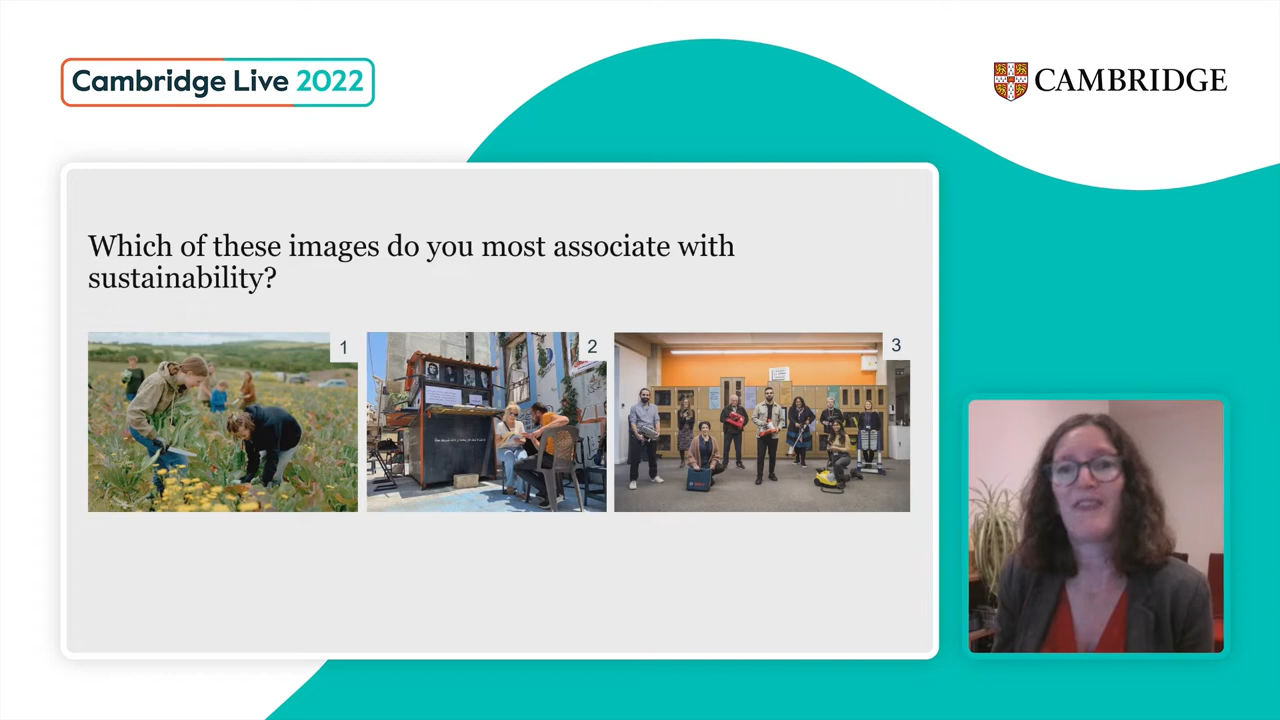 Cambridge Live 2022
CAMBRIDGE
Which of these images do you most associate with
sustainability?
1
2
3